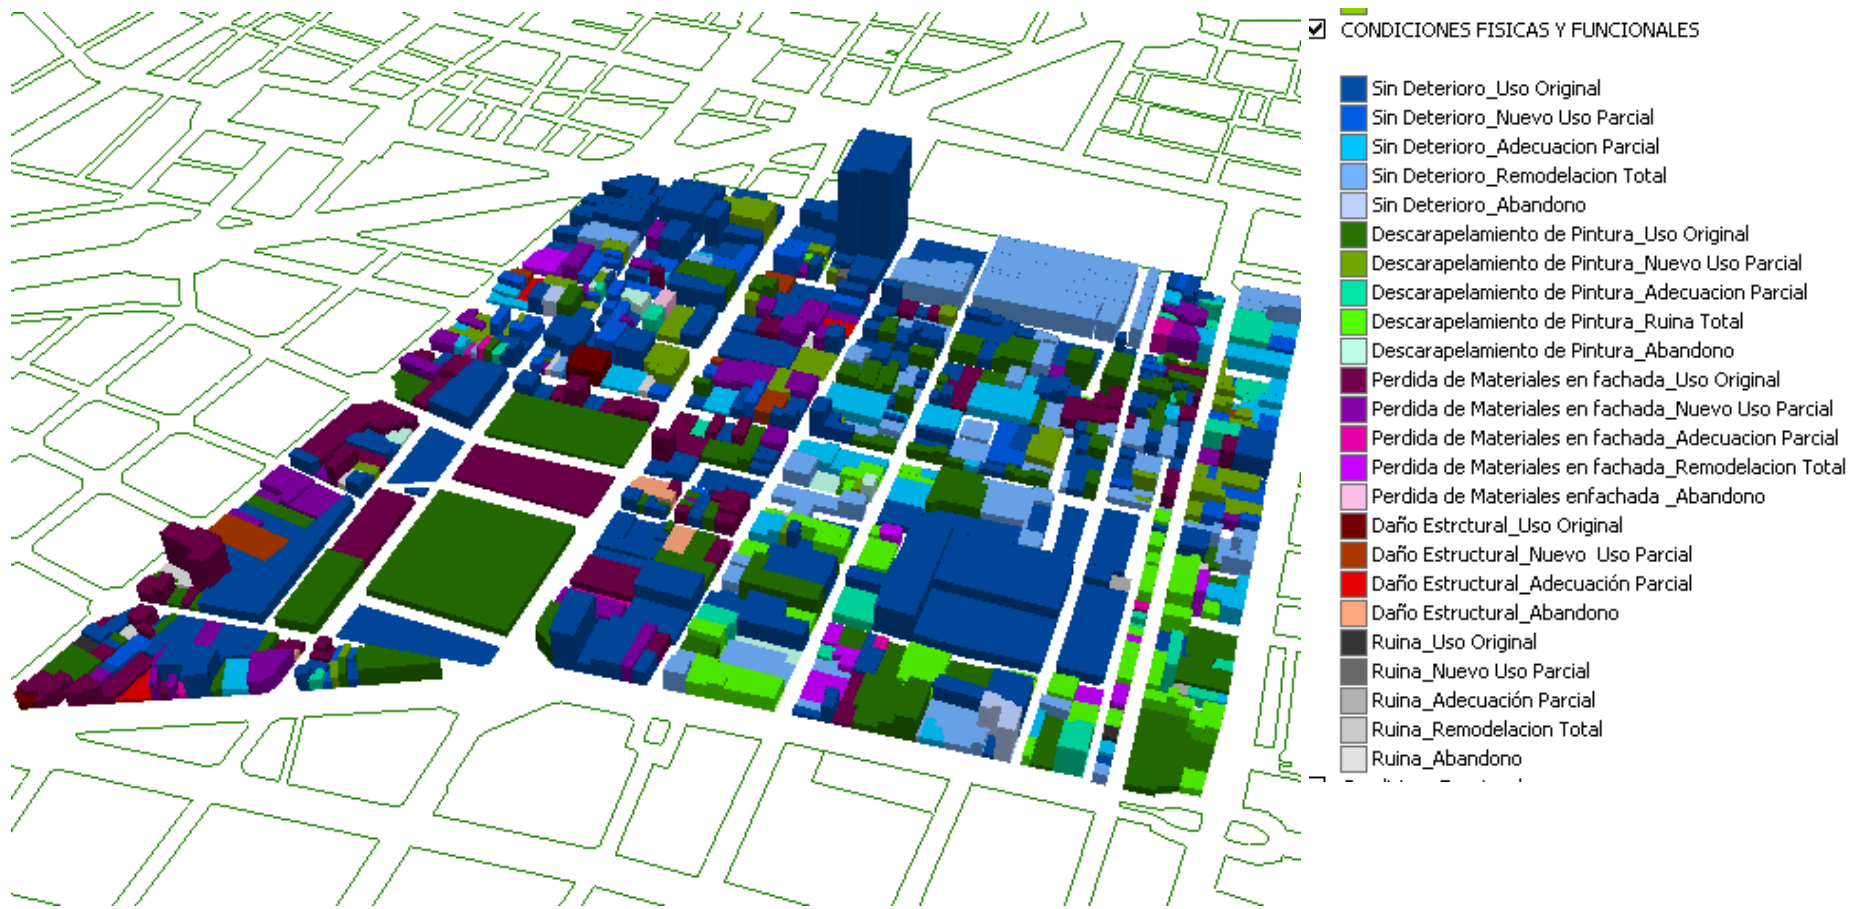 CONDICIONES FISICAS Y FUNCIONALES
Sin Deterioro_Uso Original
Sin Deterioro_Nuevo Uso Parcial
Sin Deterioro_Adecuacion Parcial
Sin Deterioro_Remodelacion Total
Sin Deterioro_Abandono
Descarapelamiento de Pintura_Uso Original
Descarapelamiento de Pintura_Nuevo Uso Parcial
Descarapelamiento de Pintura_Adecuacion Parcial
Descarapelamiento de Pintura_Ruina Total
Descarapelamiento de Pintura_Abandono
Perdida de Materiales en fachada_Uso Original
Perdida de Materiales en fachada_Nuevo Uso Parcial
Perdida de Materiales en fachada_Adecuacion Parcial
Perdida de Materiales en fachada_Remodelacion Total
Perdida de Materiales enfachada _Abandono
Daño Estrctural_Uso Original
Daño Estructural_Nuevo  Uso Parcial
Daño Estructural_Adecuación Parcial
Daño Estructural_Abandono
Ruina_Uso Original
Ruina_Nuevo Uso Parcial
Ruina_Adecuación Parcial
Ruina_Remodelacion Total
Ruina_Abandono